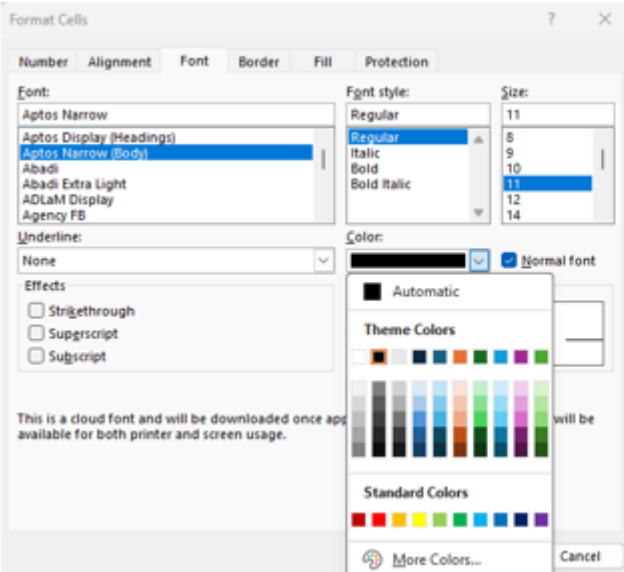 Format Cells ?
Number Alignment Font Border Fill Protection
Font: Font style: Size:
Aptos Narrow Regular 11
Aptos Display (Headings) Regular 8
Aptos Narrow (Body) Italic 9
Abadi Bold 10
Abadi Extra Light Bold Italic 11
ADLaM Display 12
Agency FB 14
Underline: Color:
None Normal font
Effects Automatic
Strikethrough
Superscript Theme Colors
Subscript
This is a cloud font and will be downloaded once app will be
available for both printer and screen usage.
Standard Colors
More Colors... Cancel